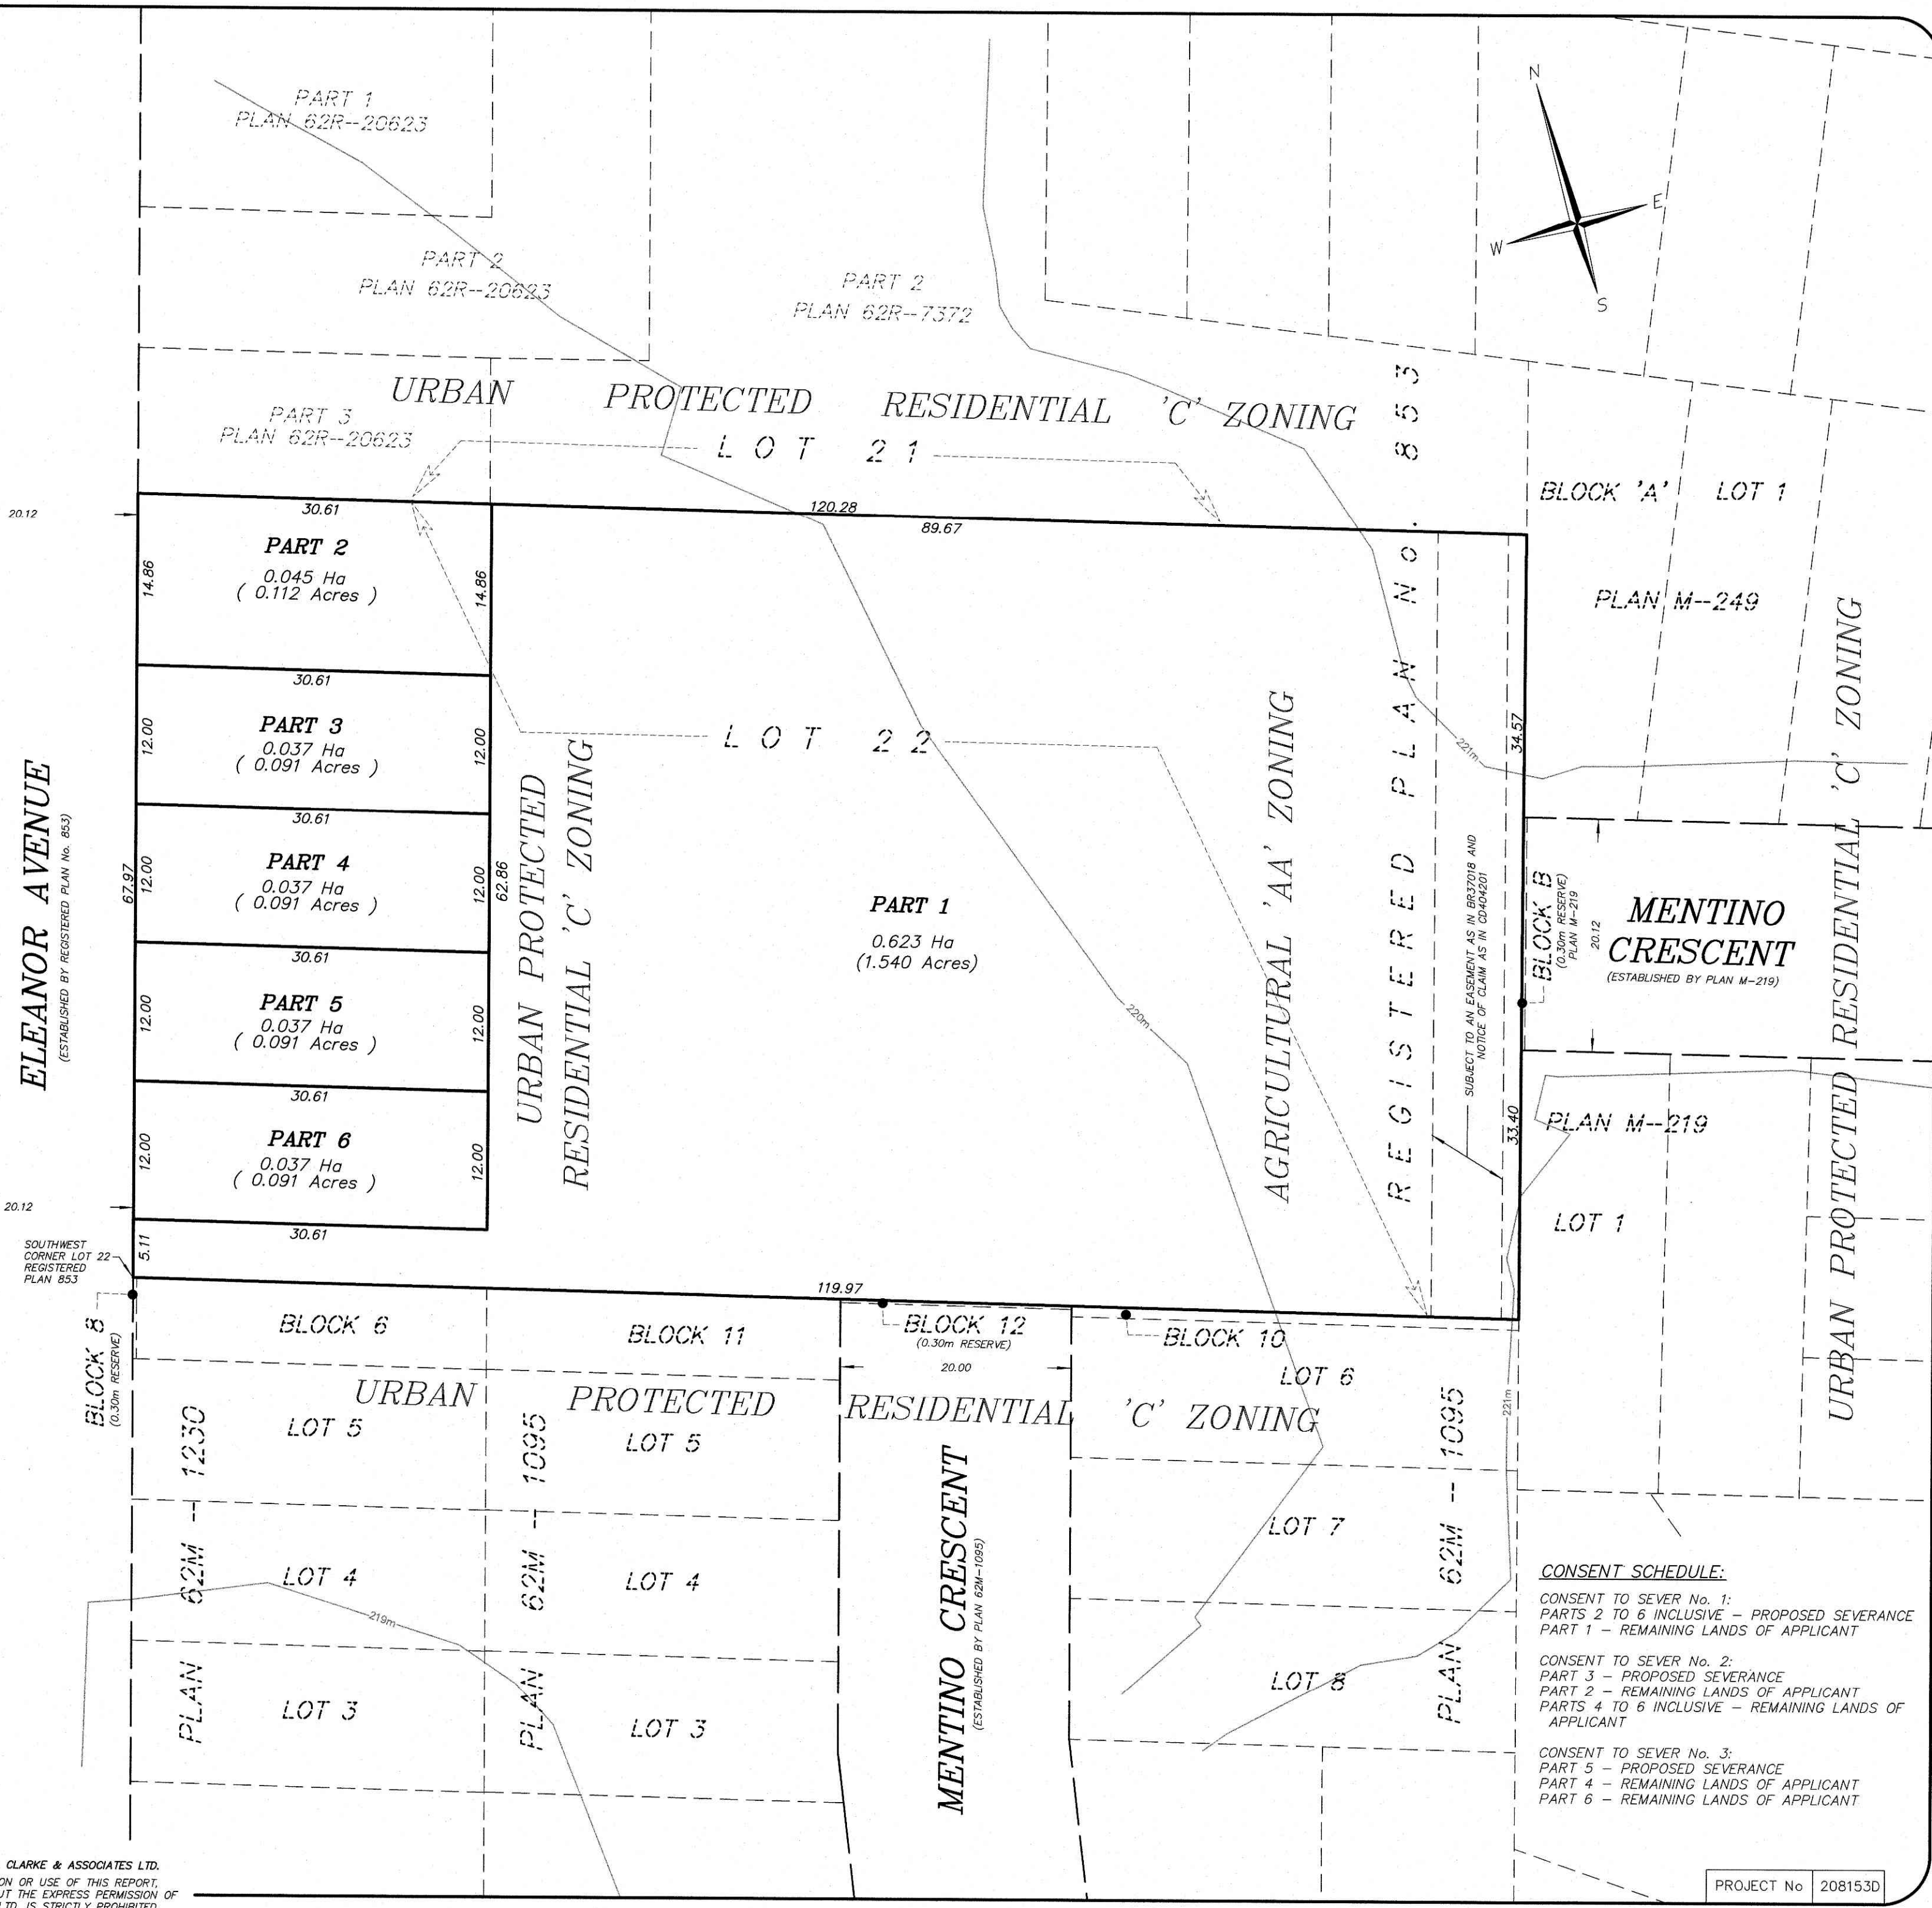 PART 1
PLAN 62R--20623
PART 2
PLAN 62R--20623
PART 2
PLAN 62R--7372
N
E
W
S
URBAN PROTECTED RESIDENTIAL 'C' ZONING
PART 3
PLAN 62R--20623
LOT 21
REGISTERED PLAN No. 853
BLOCK 'A' LOT 1
PLAN M--249
20.12
30.61
120.28
89.67
PART 2
0.045 Ha
( 0.112 Acres )
14.86
14.86
30.61
PART 3
0.037 Ha
( 0.091 Acres )
12.00
12.00
LOT 22
30.61
PART 4
0.037 Ha
( 0.091 Acres )
67.97
12.00
12.00
62.86
30.61
PART 5
0.037 Ha
( 0.091 Acres )
12.00
12.00
30.61
PART 6
0.037 Ha
( 0.091 Acres )
12.00
12.00
30.61
5.11
20.12
ELEANOR AVENUE
(ESTABLISHED BY REGISTERED PLAN No. 853)
URBAN PROTECTED
RESIDENTIAL 'C' ZONING
PART 1
0.623 Ha
(1.540 Acres)
220m
AGRICULTURAL 'AA' ZONING
221m
34.57
SUBJECT TO AN EASEMENT AS IN BR37018 AND
NOTICE OF CLAIM AS IN CD404201
33.40
BLOCK B
(0.30m RESERVE)
PLAN M-219
20.12
MENTINO
CRESCENT
(ESTABLISHED BY PLAN M-219)
URBAN PROTECTED RESIDENTIAL 'C' ZONING
PLAN M--219
LOT 1
SOUTHWEST
CORNER LOT 22
REGISTERED
PLAN 853
119.97
BLOCK 8
(0.30m RESERVE)
BLOCK 6
BLOCK 11
BLOCK 12
(0.30m RESERVE)
20.00
BLOCK 10
LOT 6
URBAN PROTECTED RESIDENTIAL 'C' ZONING
LOT 5
LOT 5
PLAN 62M -- 1230
PLAN 62M -- 1095
MENTINO CRESCENT
(ESTABLISHED BY PLAN 62M-1095)
PLAN 62M -- 1095
221m
LOT 7
LOT 4
LOT 4
219m
LOT 8
LOT 3
LOT 3
CONSENT SCHEDULE:
CONSENT TO SEVER No. 1:
PARTS 2 TO 6 INCLUSIVE – PROPOSED SEVERANCE
PART 1 – REMAINING LANDS OF APPLICANT
CONSENT TO SEVER No. 2:
PART 3 – PROPOSED SEVERANCE
PART 2 – REMAINING LANDS OF APPLICANT
PARTS 4 TO 6 INCLUSIVE – REMAINING LANDS OF
APPLICANT
CONSENT TO SEVER No. 3:
PART 5 – PROPOSED SEVERANCE
PART 4 – REMAINING LANDS OF APPLICANT
PART 6 – REMAINING LANDS OF APPLICANT
CLARKE & ASSOCIATES LTD.
OR USE OF THIS REPORT,
THE EXPRESS PERMISSION OF
IS STRICTLY PROHIBITED
PROJECT No 208153D